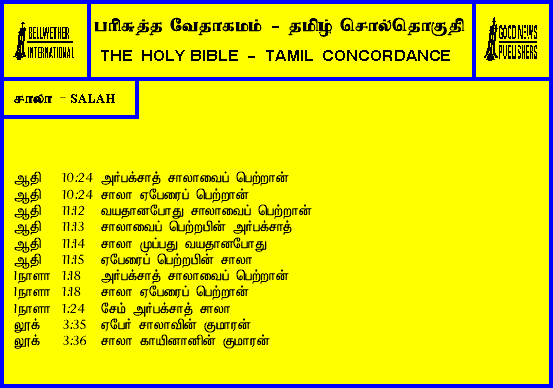 BELLWETHER INTERNATIONAL
பரிசுத்த வேதாகமம் - தமிழ் சொல்தொகுதி
THE HOLY BIBLE - TAMIL CONCORDANCE
GOOD NEWS PUBLISHERS
சாலா - SALAH
ஆதி 10:24 அர்பக்சாத் சாலாவைப் பெற்றான்
ஆதி 10:24 சாலா ஏபேரைப் பெற்றான்
ஆதி 11:12 வயதானபோது சாலாவைப் பெற்றான்
ஆதி 11:13 சாலாவைப் பெற்றபின் அர்பக்சாத்
ஆதி 11:14 சாலா முப்பது வயதானபோது
ஆதி 11:15 ஏபேரைப் பெற்றபின் சாலா
1நாளா 1:18 அர்பக்சாத் சாலாவைப் பெற்றான்
1நாளா 1:18 சாலா ஏபேரைப் பெற்றான்
1நாளா 1:24 சேம் அர்பக்சாத் சாலா
லூக் 3:35 ஏபேர் சாலாவின் குமாரன்
லூக் 3:36 சாலா காயினானின் குமாரன்